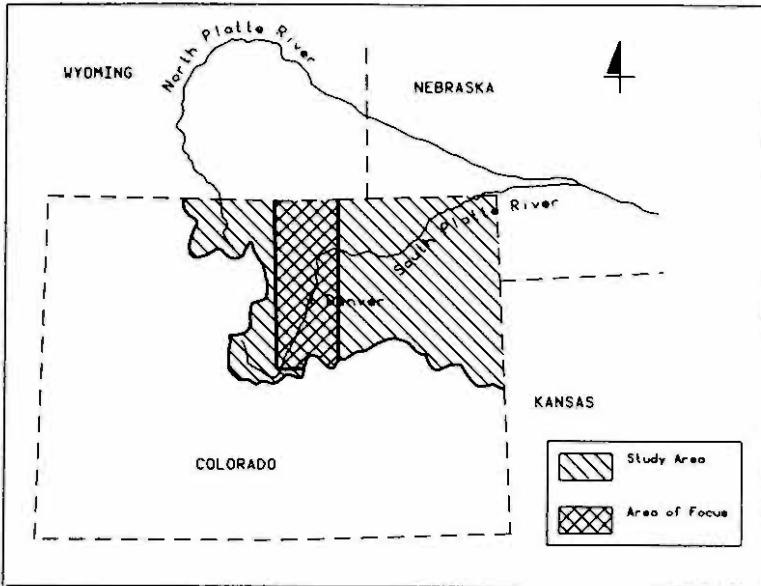 North Platte River
WYOMING
NEBRASKA
South Platte River
Denver
KANSAS
COLORADO
Study Area
Area of Focus